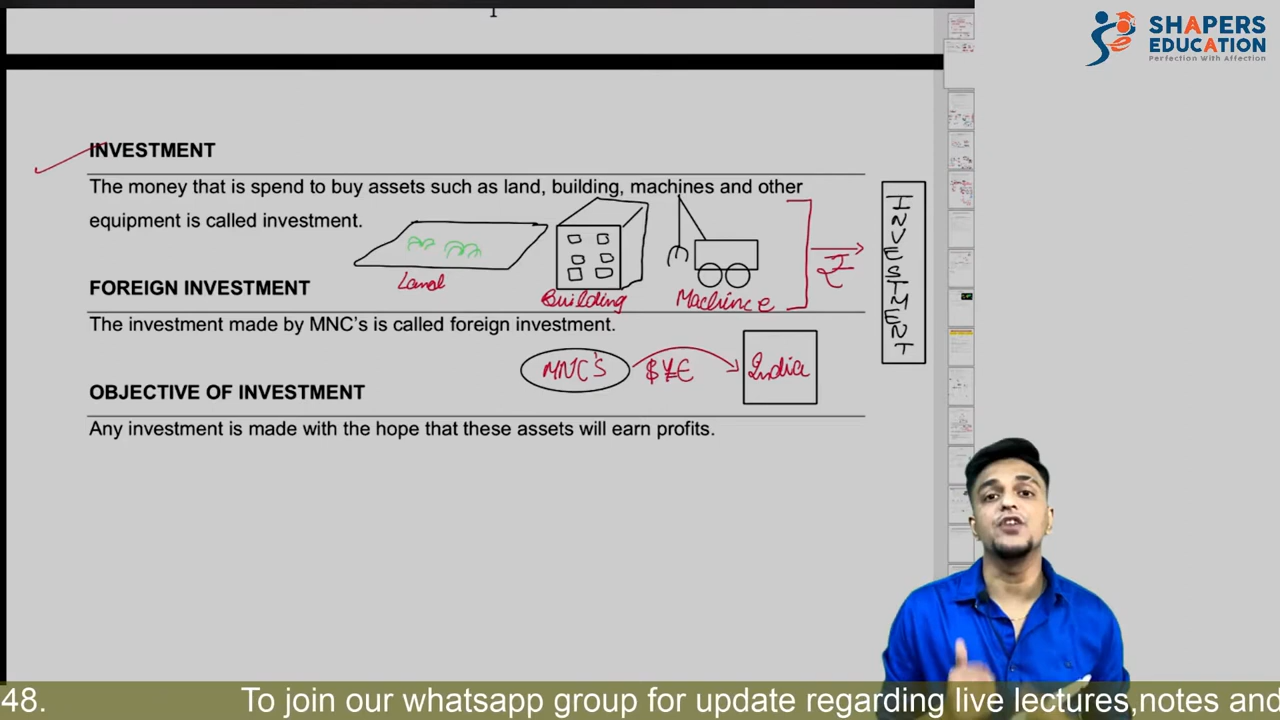 SHAPERS
EDUCATION
Perfection With Affection
INVESTMENT
The money that is spend to buy assets such as land, building, machines and other
equipment is called investment.
Land
Building
Machince
₹
INVESTMENT
FOREIGN INVESTMENT
The investment made by MNC's is called foreign investment.
MNC'S
$ ¥ €
India
OBJECTIVE OF INVESTMENT
Any investment is made with the hope that these assets will earn profits.
48. To join our whatsapp group for update regarding live lectures,notes and